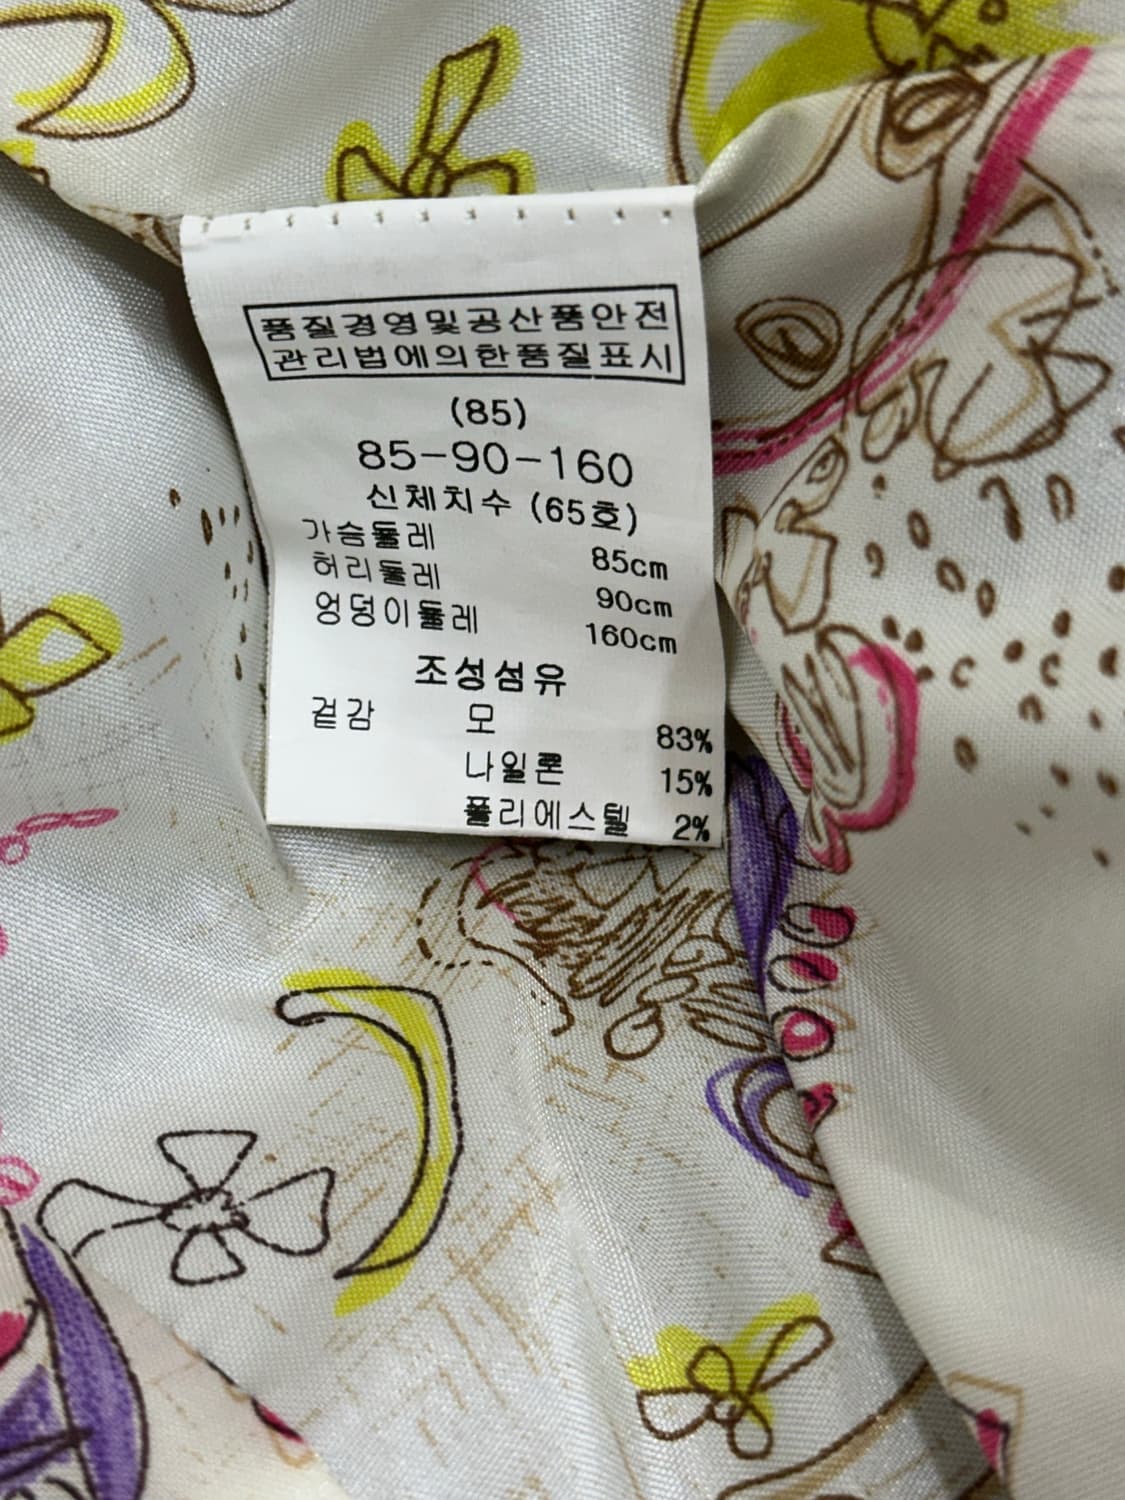 품질경영및공산품안전
관리법에의한품질표시
(85)
85-90-160
신체치수 (65호)
가슴둘레 85cm
허리둘레 90cm
엉덩이둘레 160cm
조성섬유
겉감 모 83%
나일론 15%
폴리에스텔 2%